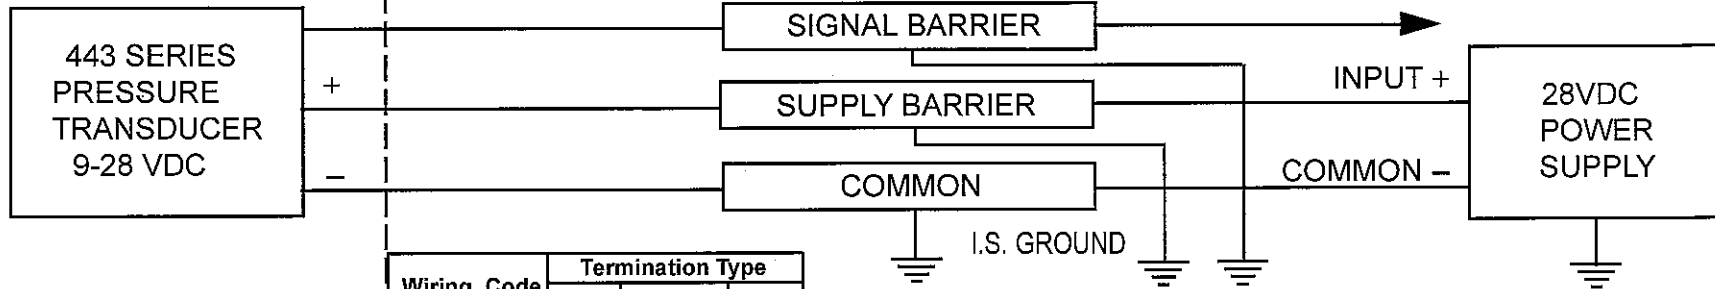 SIGNAL BARRIER
443 SERIES
PRESSURE
TRANSDUCER
9-28 VDC
+
–
SUPPLY BARRIER
COMMON
INPUT +
COMMON –
28VDC
POWER
SUPPLY
I.S. GROUND
Termination Type
Wiring Code